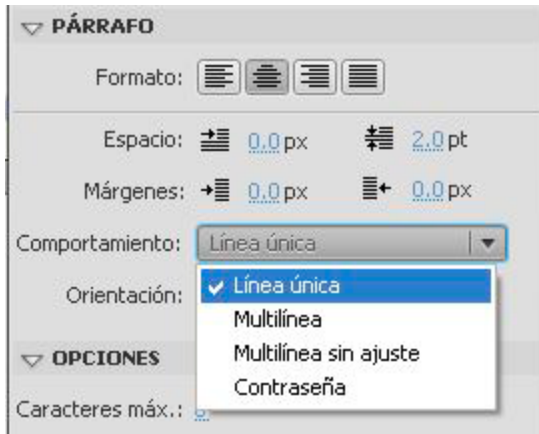 PÁRRAFO
Formato:
Espacio: 0,0 px 2,0 pt
Márgenes: 0,0 px 0,0 px
Comportamiento: Línea única
Línea única
Orientación:
Multilínea
Multilínea sin ajuste
OPCIONES
Contraseña
Caracteres máx.: